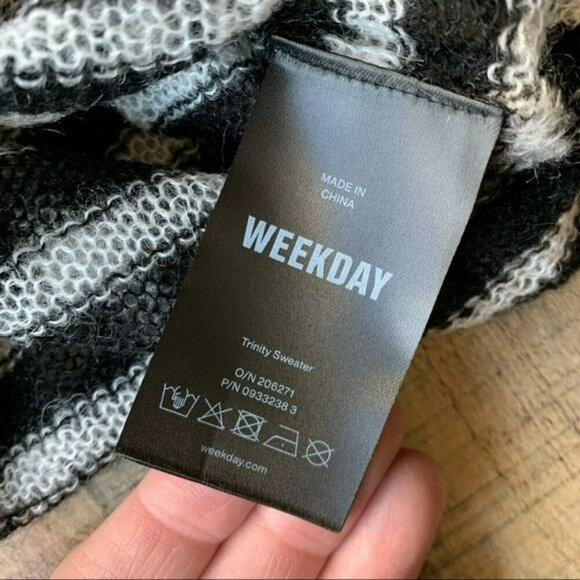 MADE IN
CHINA
WEEKDAY
Trinity Sweater
O/N 206271
P/N 0933238 3
weekday.com